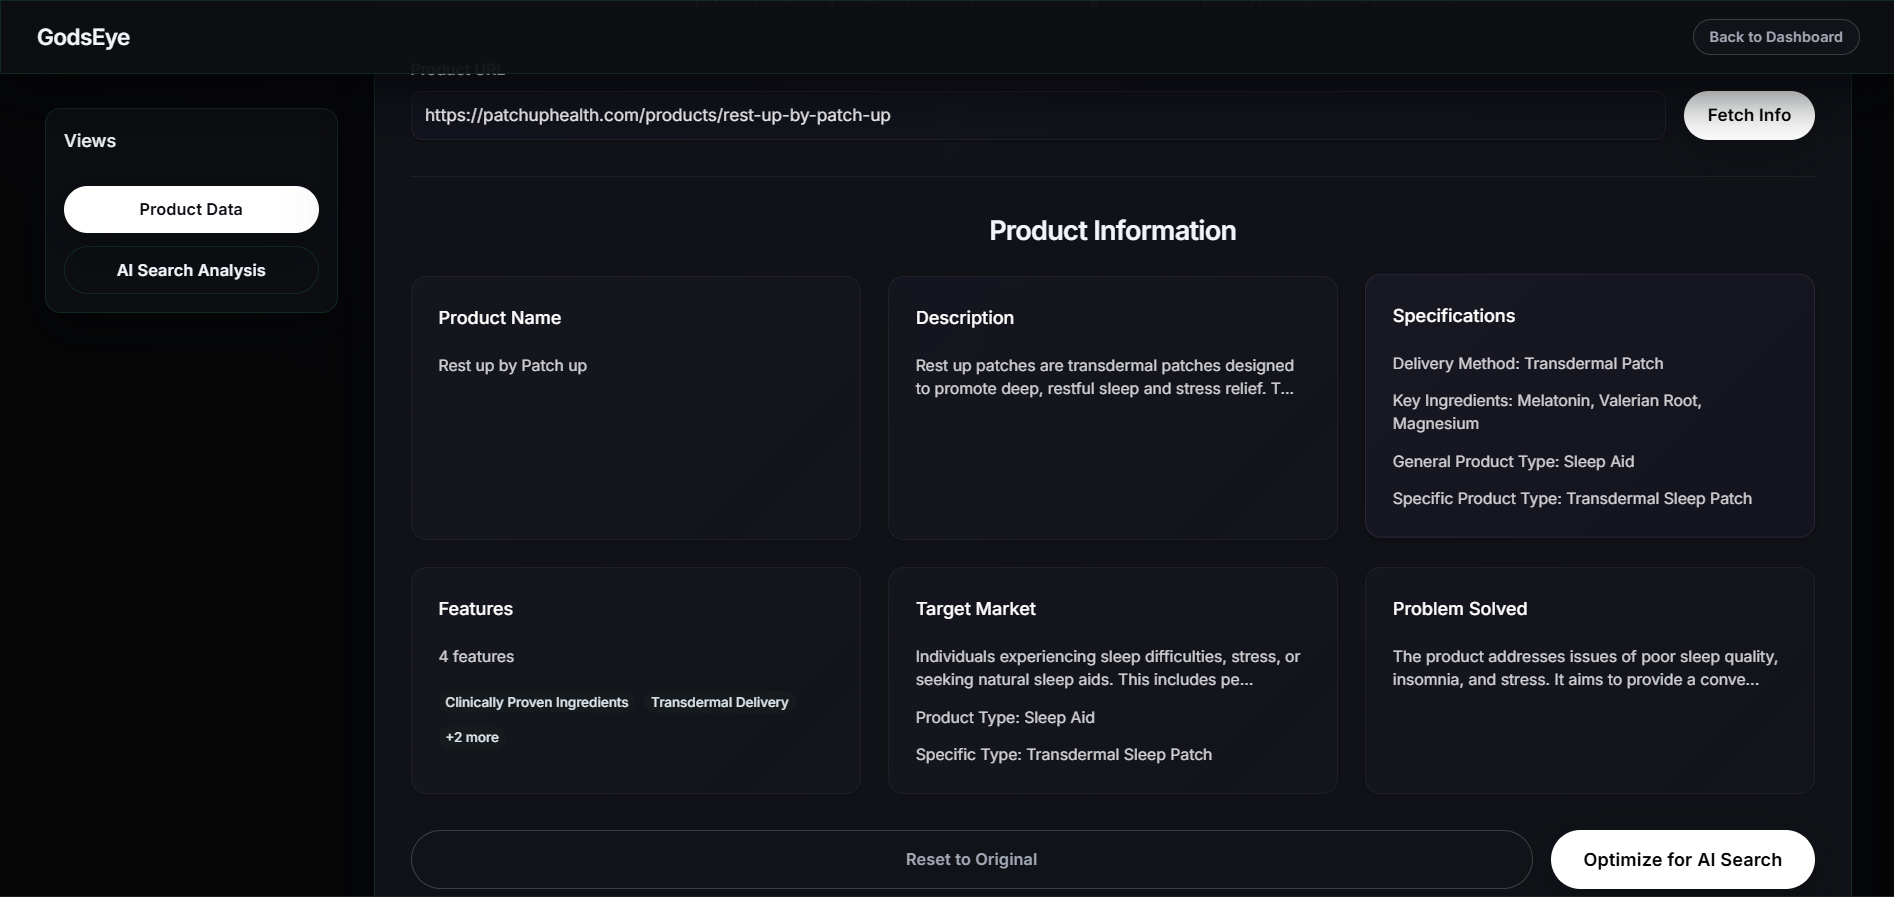 GodsEye
Back to Dashboard
Product URL
https://patchuphealth.com/products/rest-up-by-patch-up
Fetch Info
Views
Product Data
AI Search Analysis
Product Information
Product Name
Rest up by Patch up
Description
Rest up patches are transdermal patches designed
to promote deep, restful sleep and stress relief. T...
Specifications
Delivery Method: Transdermal Patch
Key Ingredients: Melatonin, Valerian Root,
Magnesium
General Product Type: Sleep Aid
Specific Product Type: Transdermal Sleep Patch
Features
4 features
Clinically Proven Ingredients
Transdermal Delivery
+2 more
Target Market
Individuals experiencing sleep difficulties, stress, or
seeking natural sleep aids. This includes pe...
Product Type: Sleep Aid
Specific Type: Transdermal Sleep Patch
Problem Solved
The product addresses issues of poor sleep quality,
insomnia, and stress. It aims to provide a conve...
Reset to Original
Optimize for AI Search